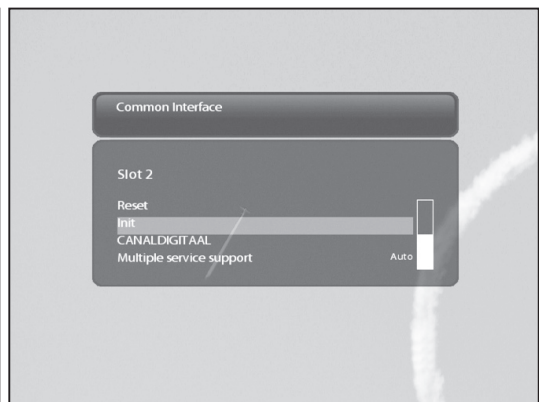 Common Interface
Slot 2
Reset
Init
CANALDIGITAAL
Multiple service support Auto